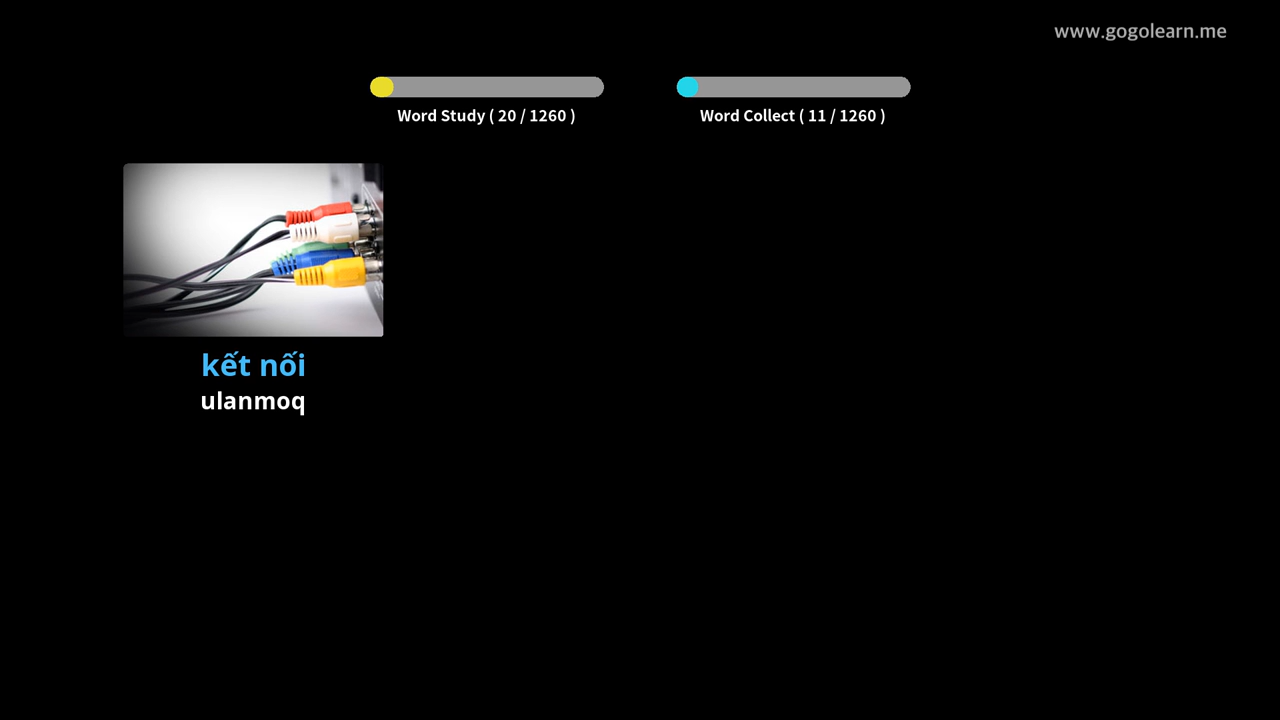 www.gogolearn.me
Word Study ( 20 / 1260 )
Word Collect ( 11 / 1260 )
kết nối
ulanmoq